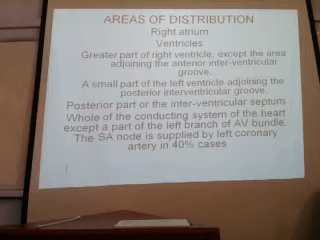 AREAS OF DISTRIBUTION
Right atrium
Ventricles
Greater part of right ventricle, except the area
adjoining the anterior inter-ventricular
groove.
A small part of the left ventricle adjoining the
posterior interventricular groove.
Posterior part or the inter-ventricular septum
Whole of the conducting system of the heart
except a part of the left branch of AV bundle.
The SA node is supplied by left coronary
artery in 40% cases